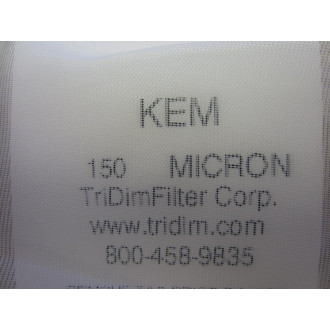 KEM
150 MICRON
TriDimFilter Corp.
www.tridim.com
800-458-9835